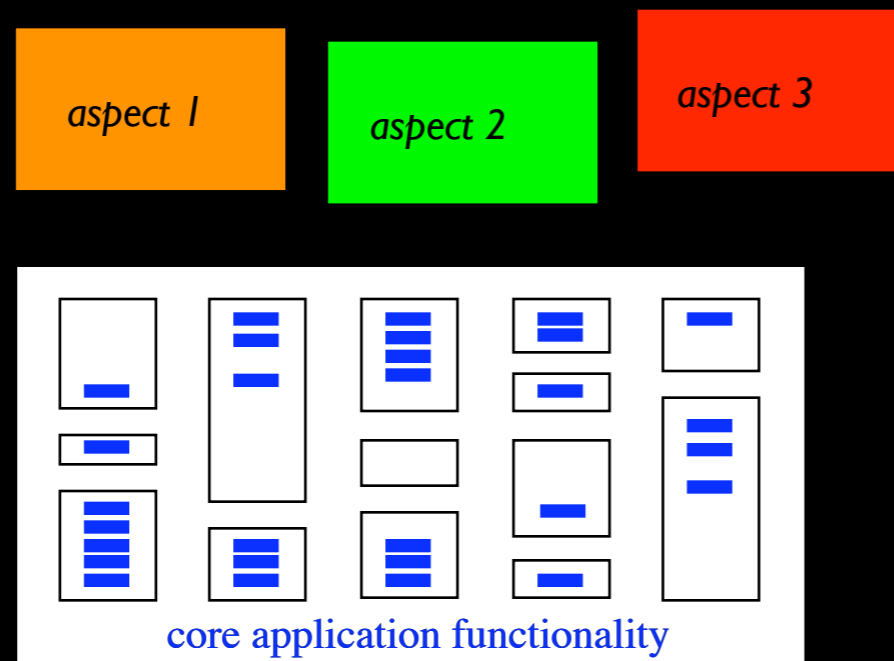 aspect 1
aspect 2
aspect 3
core application functionality